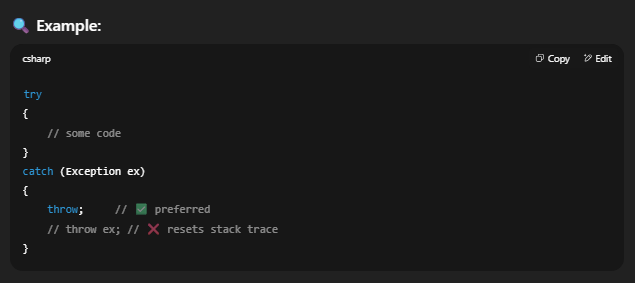 🔍 Example:
csharp Copy Edit
try
{
    // some code
}
catch (Exception ex)
{
    throw;     // ✅ preferred
    // throw ex; // ❌ resets stack trace
}